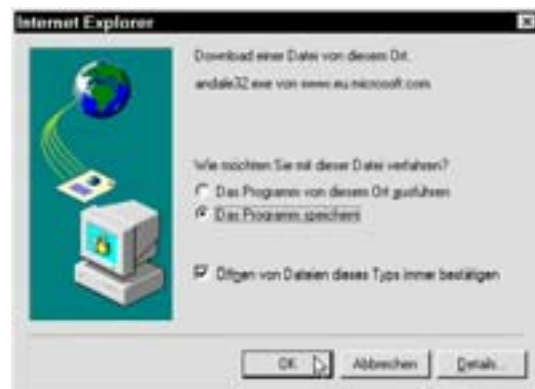 Internet Explorer
Download einer Datei von diesem Ort.
andale32.exe von www.eu.microsoft.com
Wie möchten Sie mit dieser Datei verfahren?
Das Programm von diesem Ort ausführen
Das Programm speichern
Öffnen von Dateien dieses Typs immer bestätigen
OK
Abbrechen
Details...